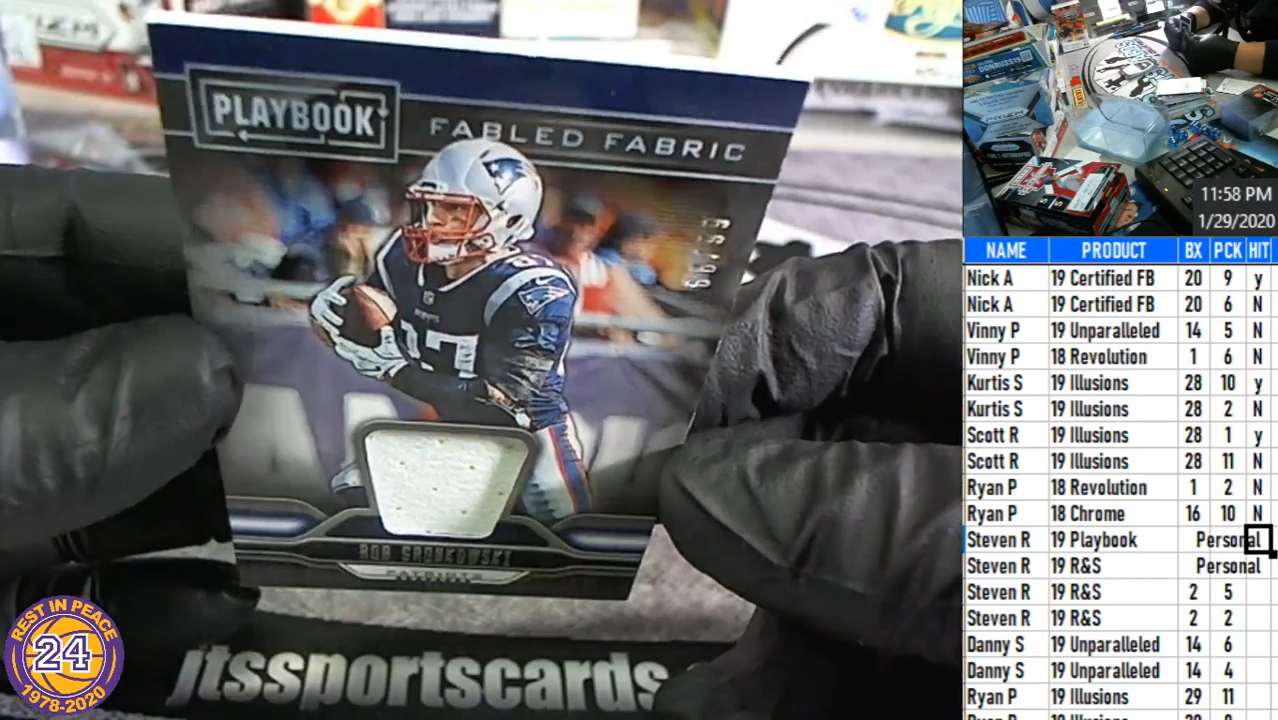 PLAYBOOK
FABLED FABRIC
87
ROB GRONKOWSKI
PATRIOTS
jtssportscards
REST IN PEACE
24
1978-2020
11:58 PM
1/29/2020
NAME PRODUCT BX PCK HIT
Nick A 19 Certified FB 20 9 y
Nick A 19 Certified FB 20 6 N
Vinny P 19 Unparalleled 14 5 N
Vinny P 18 Revolution 1 6 N
Kurtis S 19 Illusions 28 10 y
Kurtis S 19 Illusions 28 2 N
Scott R 19 Illusions 28 1 y
Scott R 19 Illusions 28 11 N
Ryan P 18 Revolution 1 2 N
Ryan P 18 Chrome 16 10 N
Steven R 19 Playbook Personal
Steven R 19 R&S Personal
Steven R 19 R&S 2 5
Steven R 19 R&S 2 2
Danny S 19 Unparalleled 14 6
Danny S 19 Unparalleled 14 4
Ryan P 19 Illusions 29 11